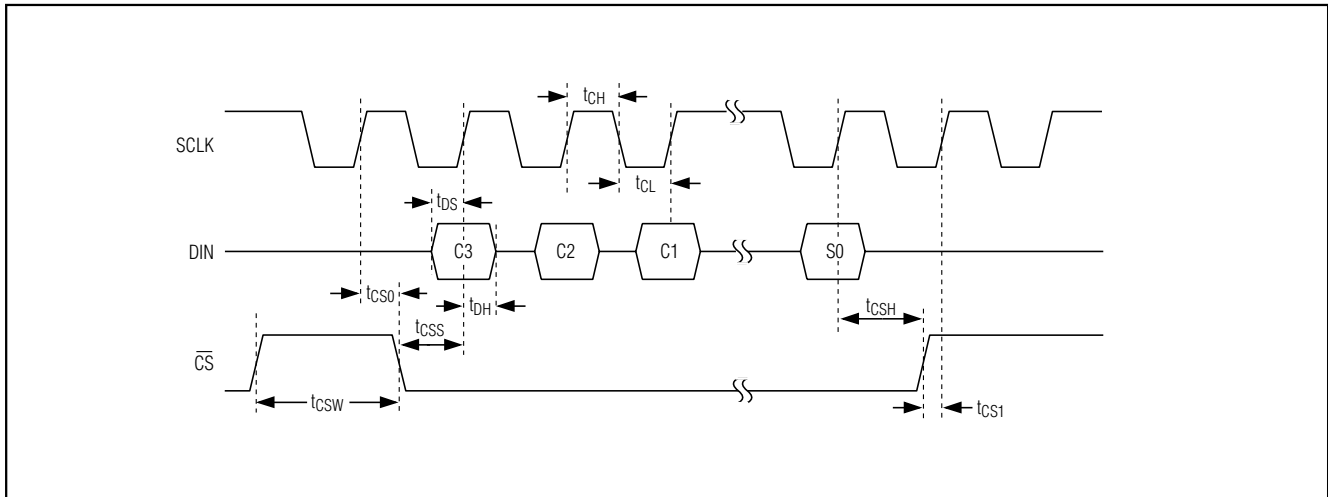 tCH
SCLK
tCL
tDS
DIN
C3
C2
C1
S0
tCS0
tDH
tCSS
tCSH
CS
tCSW
tCS1